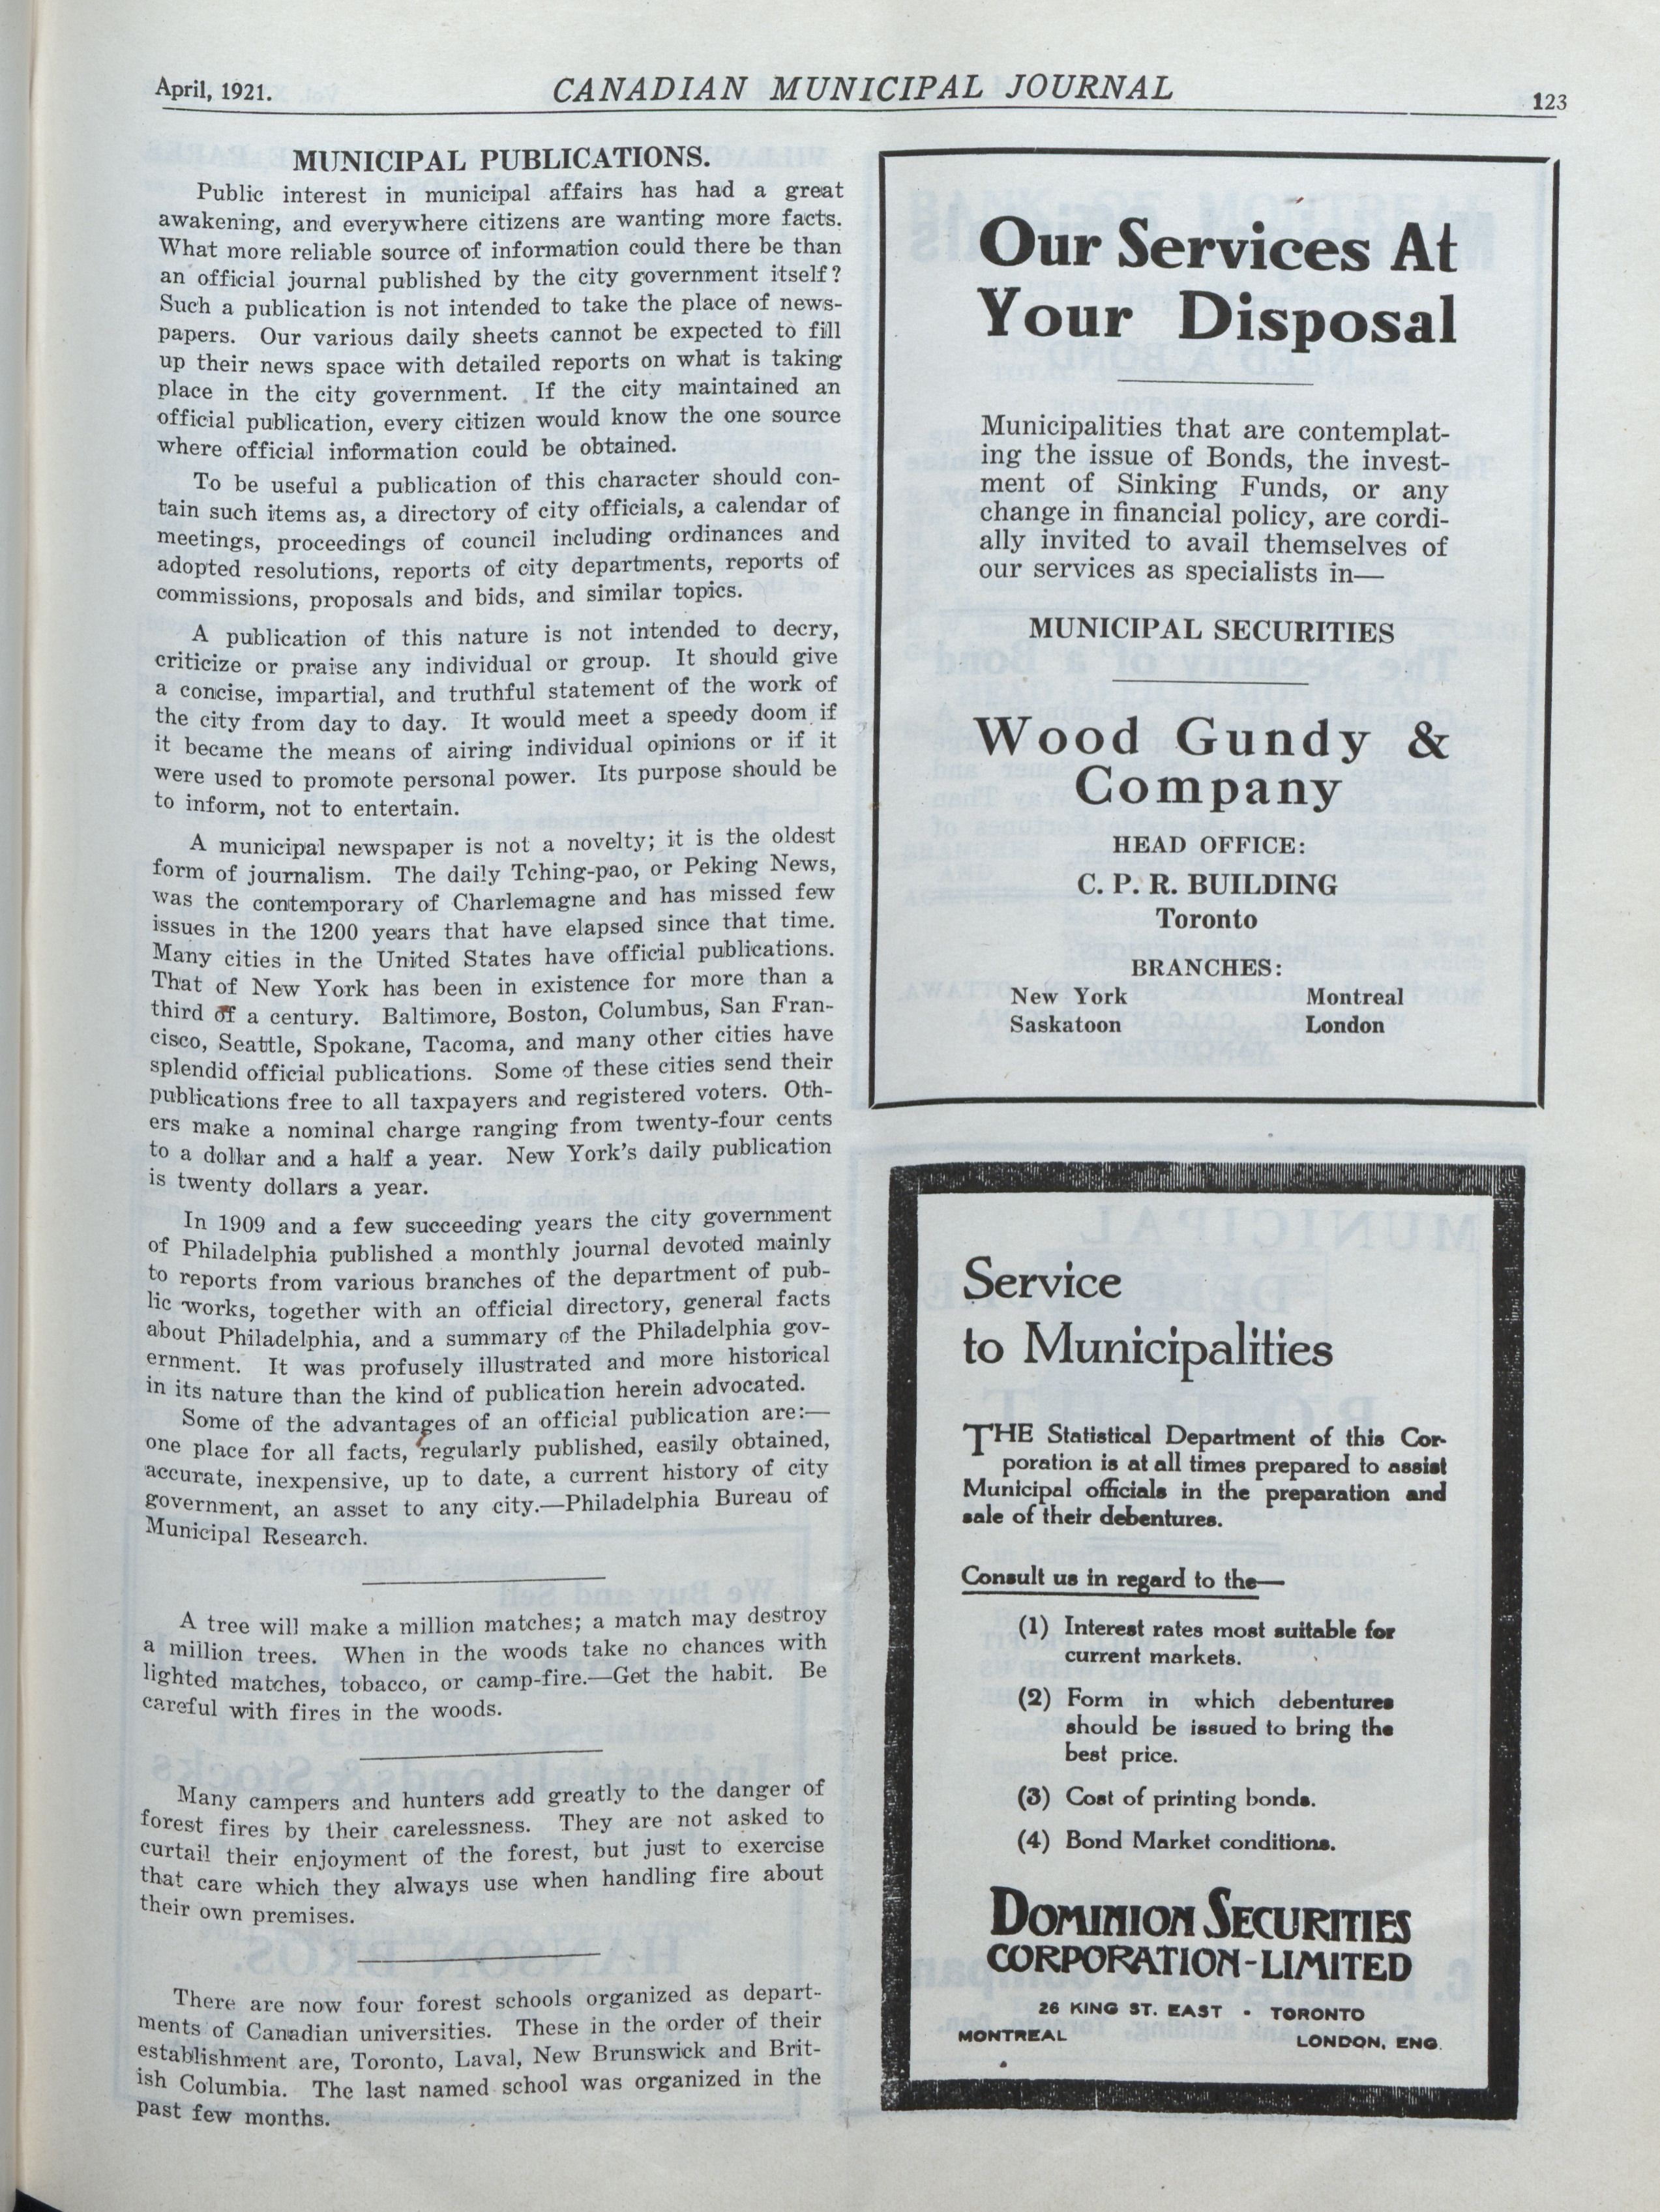 April, 1921.
CANADIAN MUNICIPAL JOURNAL
123
MUNICIPAL PUBLICATIONS.
Public interest in municipal affairs has had a great
awakening, and everywhere citizens are wanting more facts.
What more reliable source of information could there be than
an official journal published by the city government itself?
Such a publication is not intended to take the place of news-
papers. Our various daily sheets cannot be expected to fill
up their news space with detailed reports on what is taking
place in the city government. If the city maintained an
official publication, every citizen would know the one source
where official information could be obtained.
To be useful a publication of this character should con-
tain such items as, a directory of city officials, a calendar of
meetings, proceedings of council including ordinances and
adopted resolutions, reports of city departments, reports of
commissions, proposals and bids, and similar topics.
A publication of this nature is not intended to decry,
criticize or praise any individual or group. It should give
a concise, impartial, and truthful statement of the work of
the city from day to day. It would meet a speedy doom if
it became the means of airing individual opinions or if it
were used to promote personal power. Its purpose should be
to inform, not to entertain.
A municipal newspaper is not a novelty; it is the oldest
form of journalism. The daily Tching-pao, or Peking News,
was the contemporary of Charlemagne and has missed few
issues in the 1200 years that have elapsed since that time.
Many cities in the United States have official publications.
That of New York has been in existence for more than a
third of a century. Baltimore, Boston, Columbus, San Fran-
cisco, Seattle, Spokane, Tacoma, and many other cities have
splendid official publications. Some of these cities send their
publications free to all taxpayers and registered voters. Oth-
ers make a nominal charge ranging from twenty-four cents
to a dollar and a half a year. New York's daily publication
is twenty dollars a year.
In 1909 and a few succeeding years the city government
of Philadelphia published a monthly journal devoted mainly
to reports from various branches of the department of pub-
lic works, together with an official directory, general facts
about Philadelphia, and a summary of the Philadelphia gov-
ernment. It was profusely illustrated and more historical
in its nature than the kind of publication herein advocated.
Some of the advantages of an official publication are:—
one place for all facts, regularly published, easily obtained,
accurate, inexpensive, up to date, a current history of city
government, an asset to any city.—Philadelphia Bureau of
Municipal Research.
A tree will make a million matches; a match may destroy
a million trees. When in the woods take no chances with
lighted matches, tobacco, or camp-fire.—Get the habit. Be
careful with fires in the woods.
Many campers and hunters add greatly to the danger of
forest fires by their carelessness. They are not asked to
curtail their enjoyment of the forest, but just to exercise
that care which they always use when handling fire about
their own premises.
There are now four forest schools organized as depart-
ments of Canadian universities. These in the order of their
establishment are, Toronto, Laval, New Brunswick and Brit-
ish Columbia. The last named school was organized in the
past few months.
Our Services At
Your Disposal
Municipalities that are contemplat-
ing the issue of Bonds, the invest-
ment of Sinking Funds, or any
change in financial policy, are cordi-
ally invited to avail themselves of
our services as specialists in—
MUNICIPAL SECURITIES
Wood Gundy &
Company
HEAD OFFICE:
C. P. R. BUILDING
Toronto
BRANCHES:
New York Montreal
Saskatoon London
Service
to Municipalities
THE Statistical Department of this Cor-
poration is at all times prepared to assist
Municipal officials in the preparation and
sale of their debentures.
Consult us in regard to the—
(1) Interest rates most suitable for
current markets.
(2) Form in which debentures
should be issued to bring the
best price.
(3) Cost of printing bonds.
(4) Bond Market conditions.
DOMINION SECURITIES
CORPORATION-LIMITED
26 KING ST. EAST - TORONTO
MONTREAL LONDON, ENG.